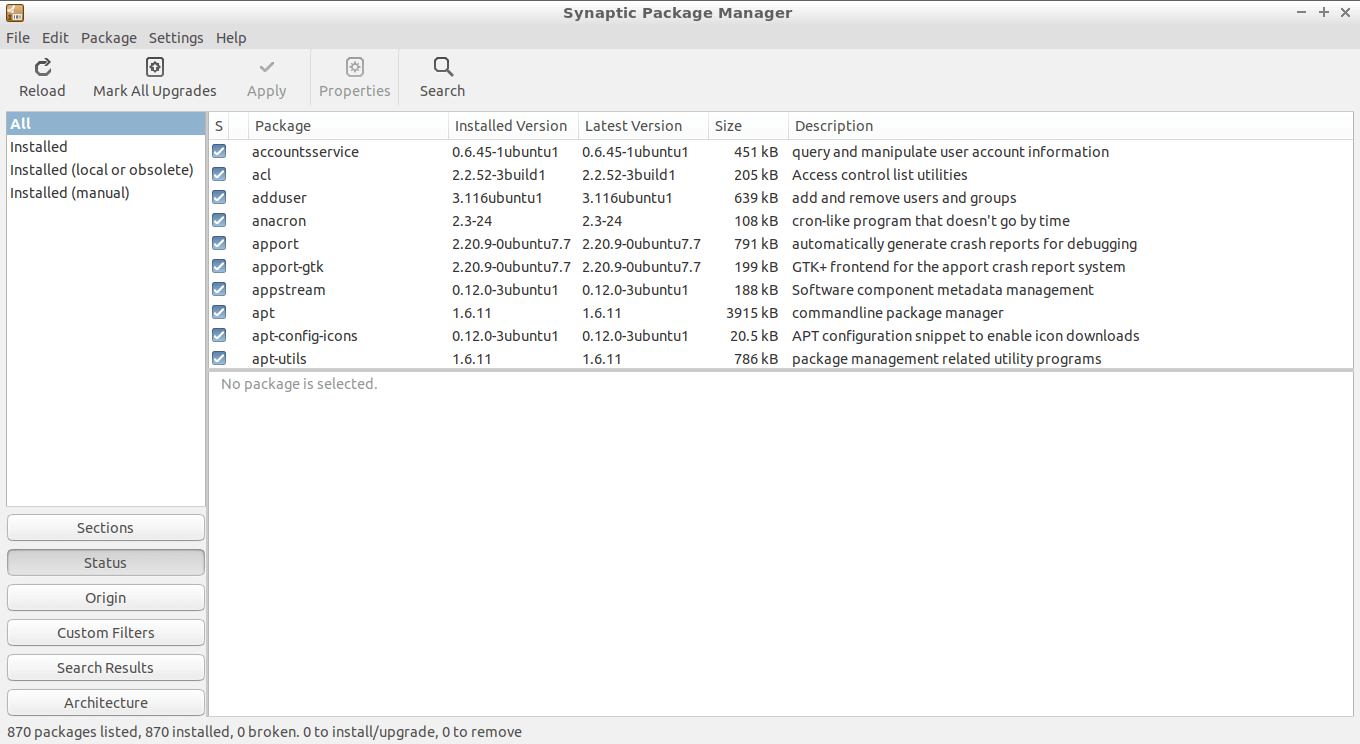 Synaptic Package Manager
File Edit Package Settings Help
Reload Mark All Upgrades Apply Properties Search
All
Installed
Installed (local or obsolete)
Installed (manual)
S Package Installed Version Latest Version Size Description
accountsservice 0.6.45-1ubuntu1 0.6.45-1ubuntu1 451 kB query and manipulate user account information
acl 2.2.52-3build1 2.2.52-3build1 205 kB Access control list utilities
adduser 3.116ubuntu1 3.116ubuntu1 639 kB add and remove users and groups
anacron 2.3-24 2.3-24 108 kB cron-like program that doesn't go by time
apport 2.20.9-0ubuntu7.7 2.20.9-0ubuntu7.7 791 kB automatically generate crash reports for debugging
apport-gtk 2.20.9-0ubuntu7.7 2.20.9-0ubuntu7.7 199 kB GTK+ frontend for the apport crash report system
appstream 0.12.0-3ubuntu1 0.12.0-3ubuntu1 188 kB Software component metadata management
apt 1.6.11 1.6.11 3915 kB commandline package manager
apt-config-icons 0.12.0-3ubuntu1 0.12.0-3ubuntu1 20.5 kB APT configuration snippet to enable icon downloads
apt-utils 1.6.11 1.6.11 786 kB package management related utility programs
No package is selected.
Sections
Status
Origin
Custom Filters
Search Results
Architecture
870 packages listed, 870 installed, 0 broken. 0 to install/upgrade, 0 to remove